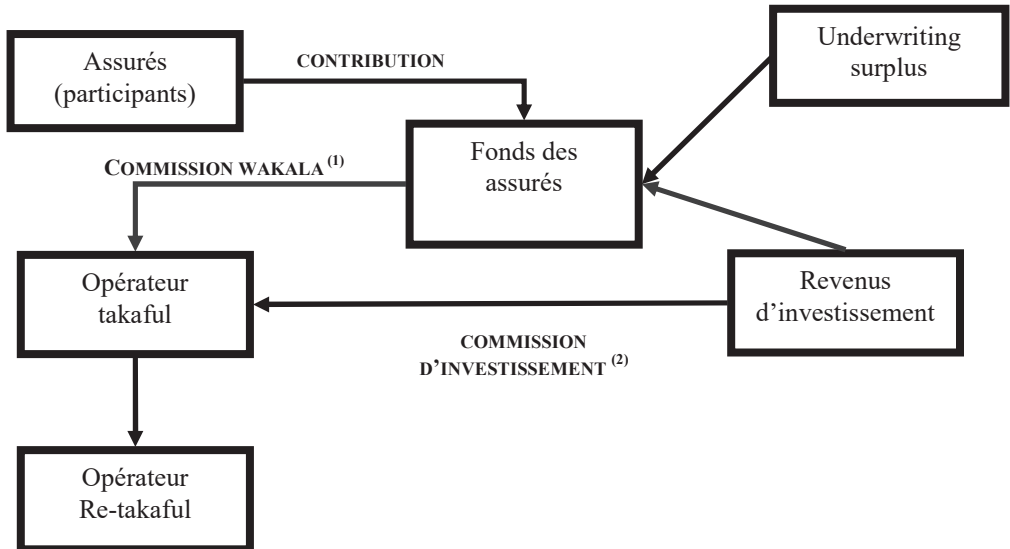 Assurés
(participants)
CONTRIBUTION
Underwriting
surplus
Fonds des
assurés
COMMISSION WAKALA (1)
Opérateur
takaful
Revenus
d’investissement
COMMISSION
D’INVESTISSEMENT (2)
Opérateur
Re-takaful